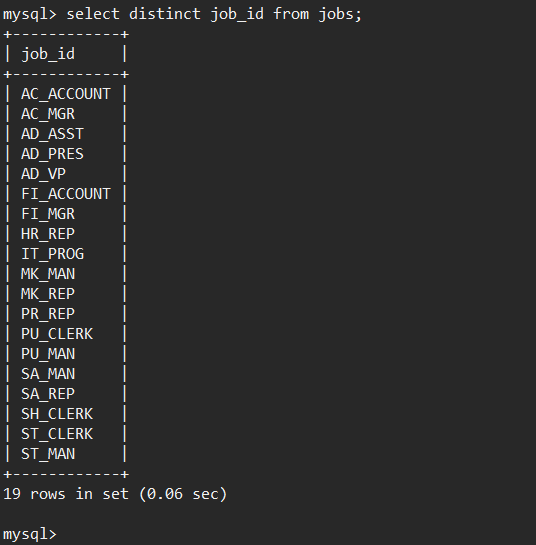 mysql> select distinct job_id from jobs;
+------------+
| job_id     |
+------------+
| AC_ACCOUNT |
| AC_MGR     |
| AD_ASST    |
| AD_PRES    |
| AD_VP      |
| FI_ACCOUNT |
| FI_MGR     |
| HR_REP     |
| IT_PROG    |
| MK_MAN     |
| MK_REP     |
| PR_REP     |
| PU_CLERK   |
| PU_MAN     |
| SA_MAN     |
| SA_REP     |
| SH_CLERK   |
| ST_CLERK   |
| ST_MAN     |
+------------+
19 rows in set (0.06 sec)
mysql>